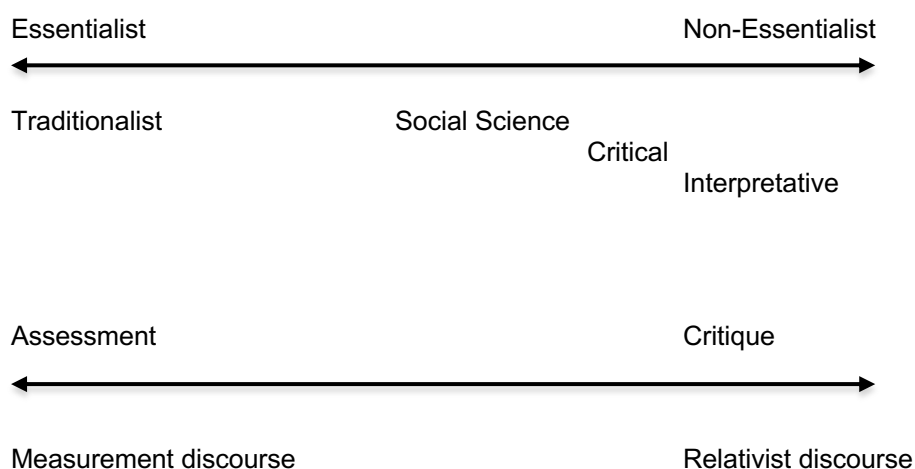 Essentialist Non-Essentialist
Traditionalist Social Science
Critical
Interpretative
Assessment Critique
Measurement discourse Relativist discourse